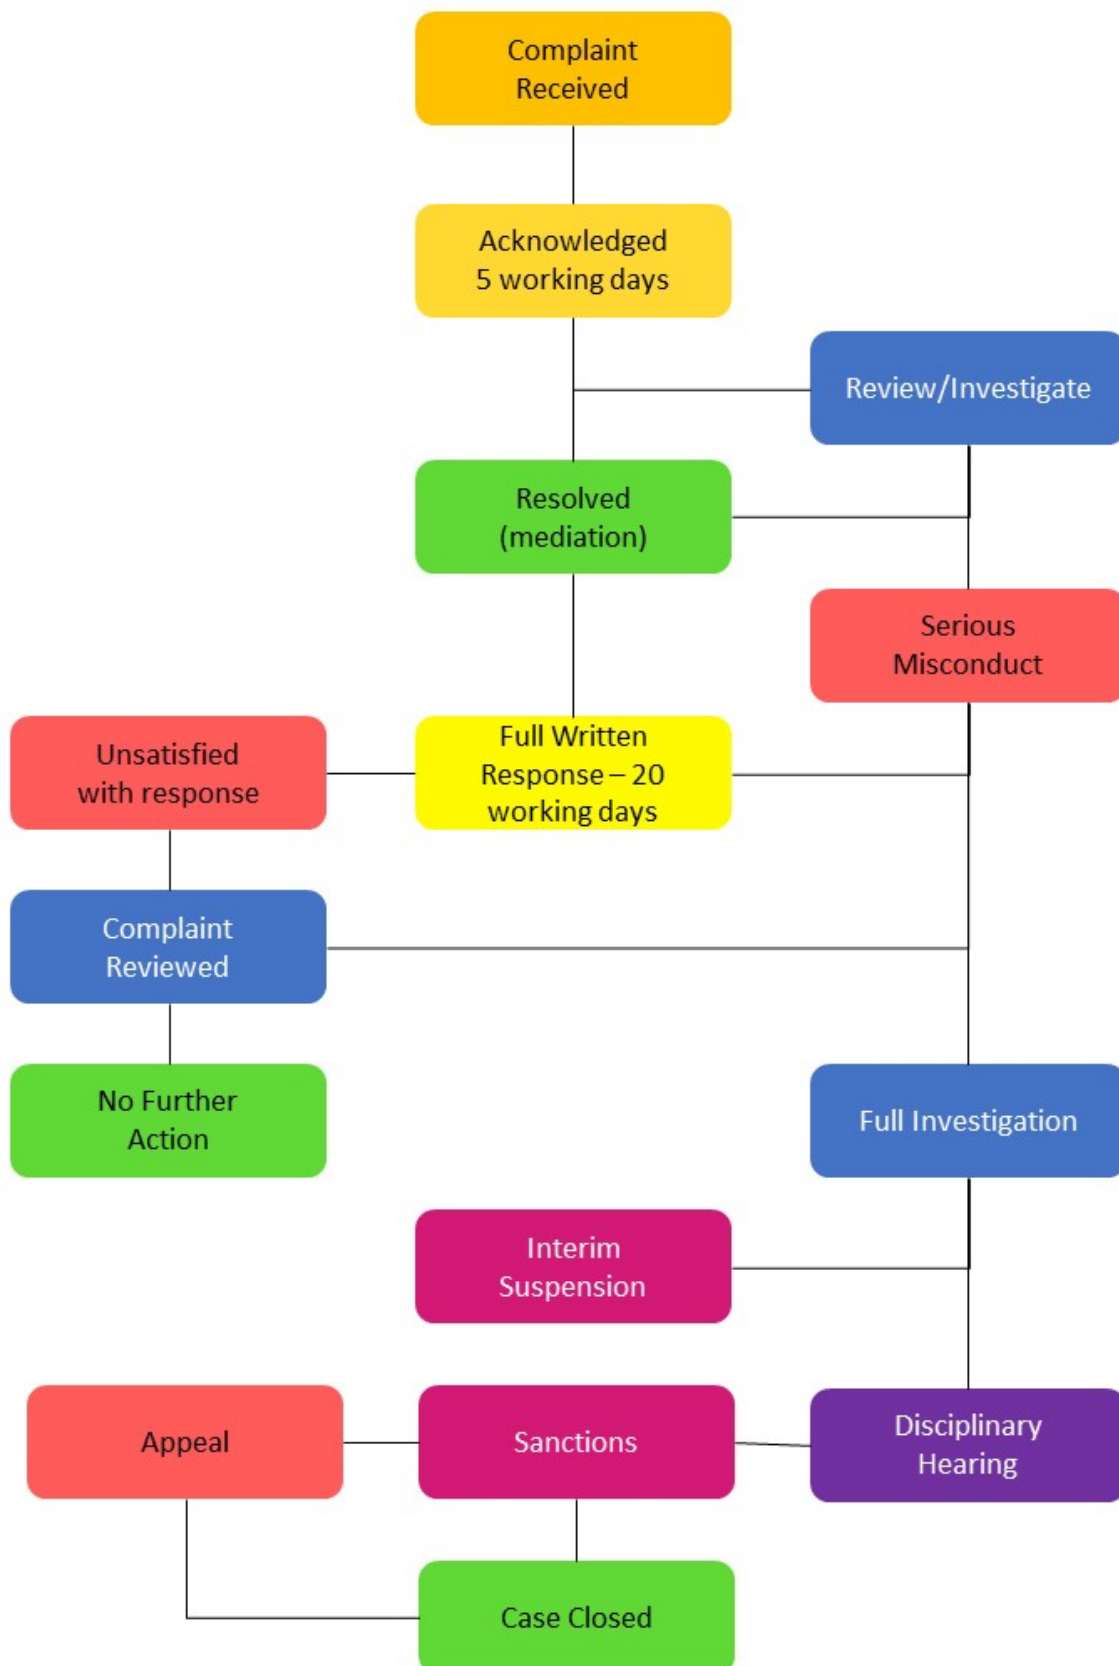 Complaint
Received
Acknowledged
5 working days
Review/Investigate
Resolved
(mediation)
Serious
Misconduct
Unsatisfied
with response
Full Written
Response – 20
working days
Complaint
Reviewed
No Further
Action
Full Investigation
Interim
Suspension
Appeal
Sanctions
Disciplinary
Hearing
Case Closed